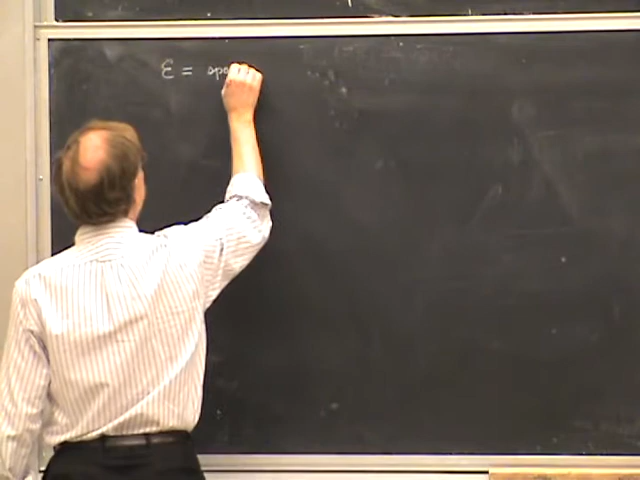 ℰ = spa